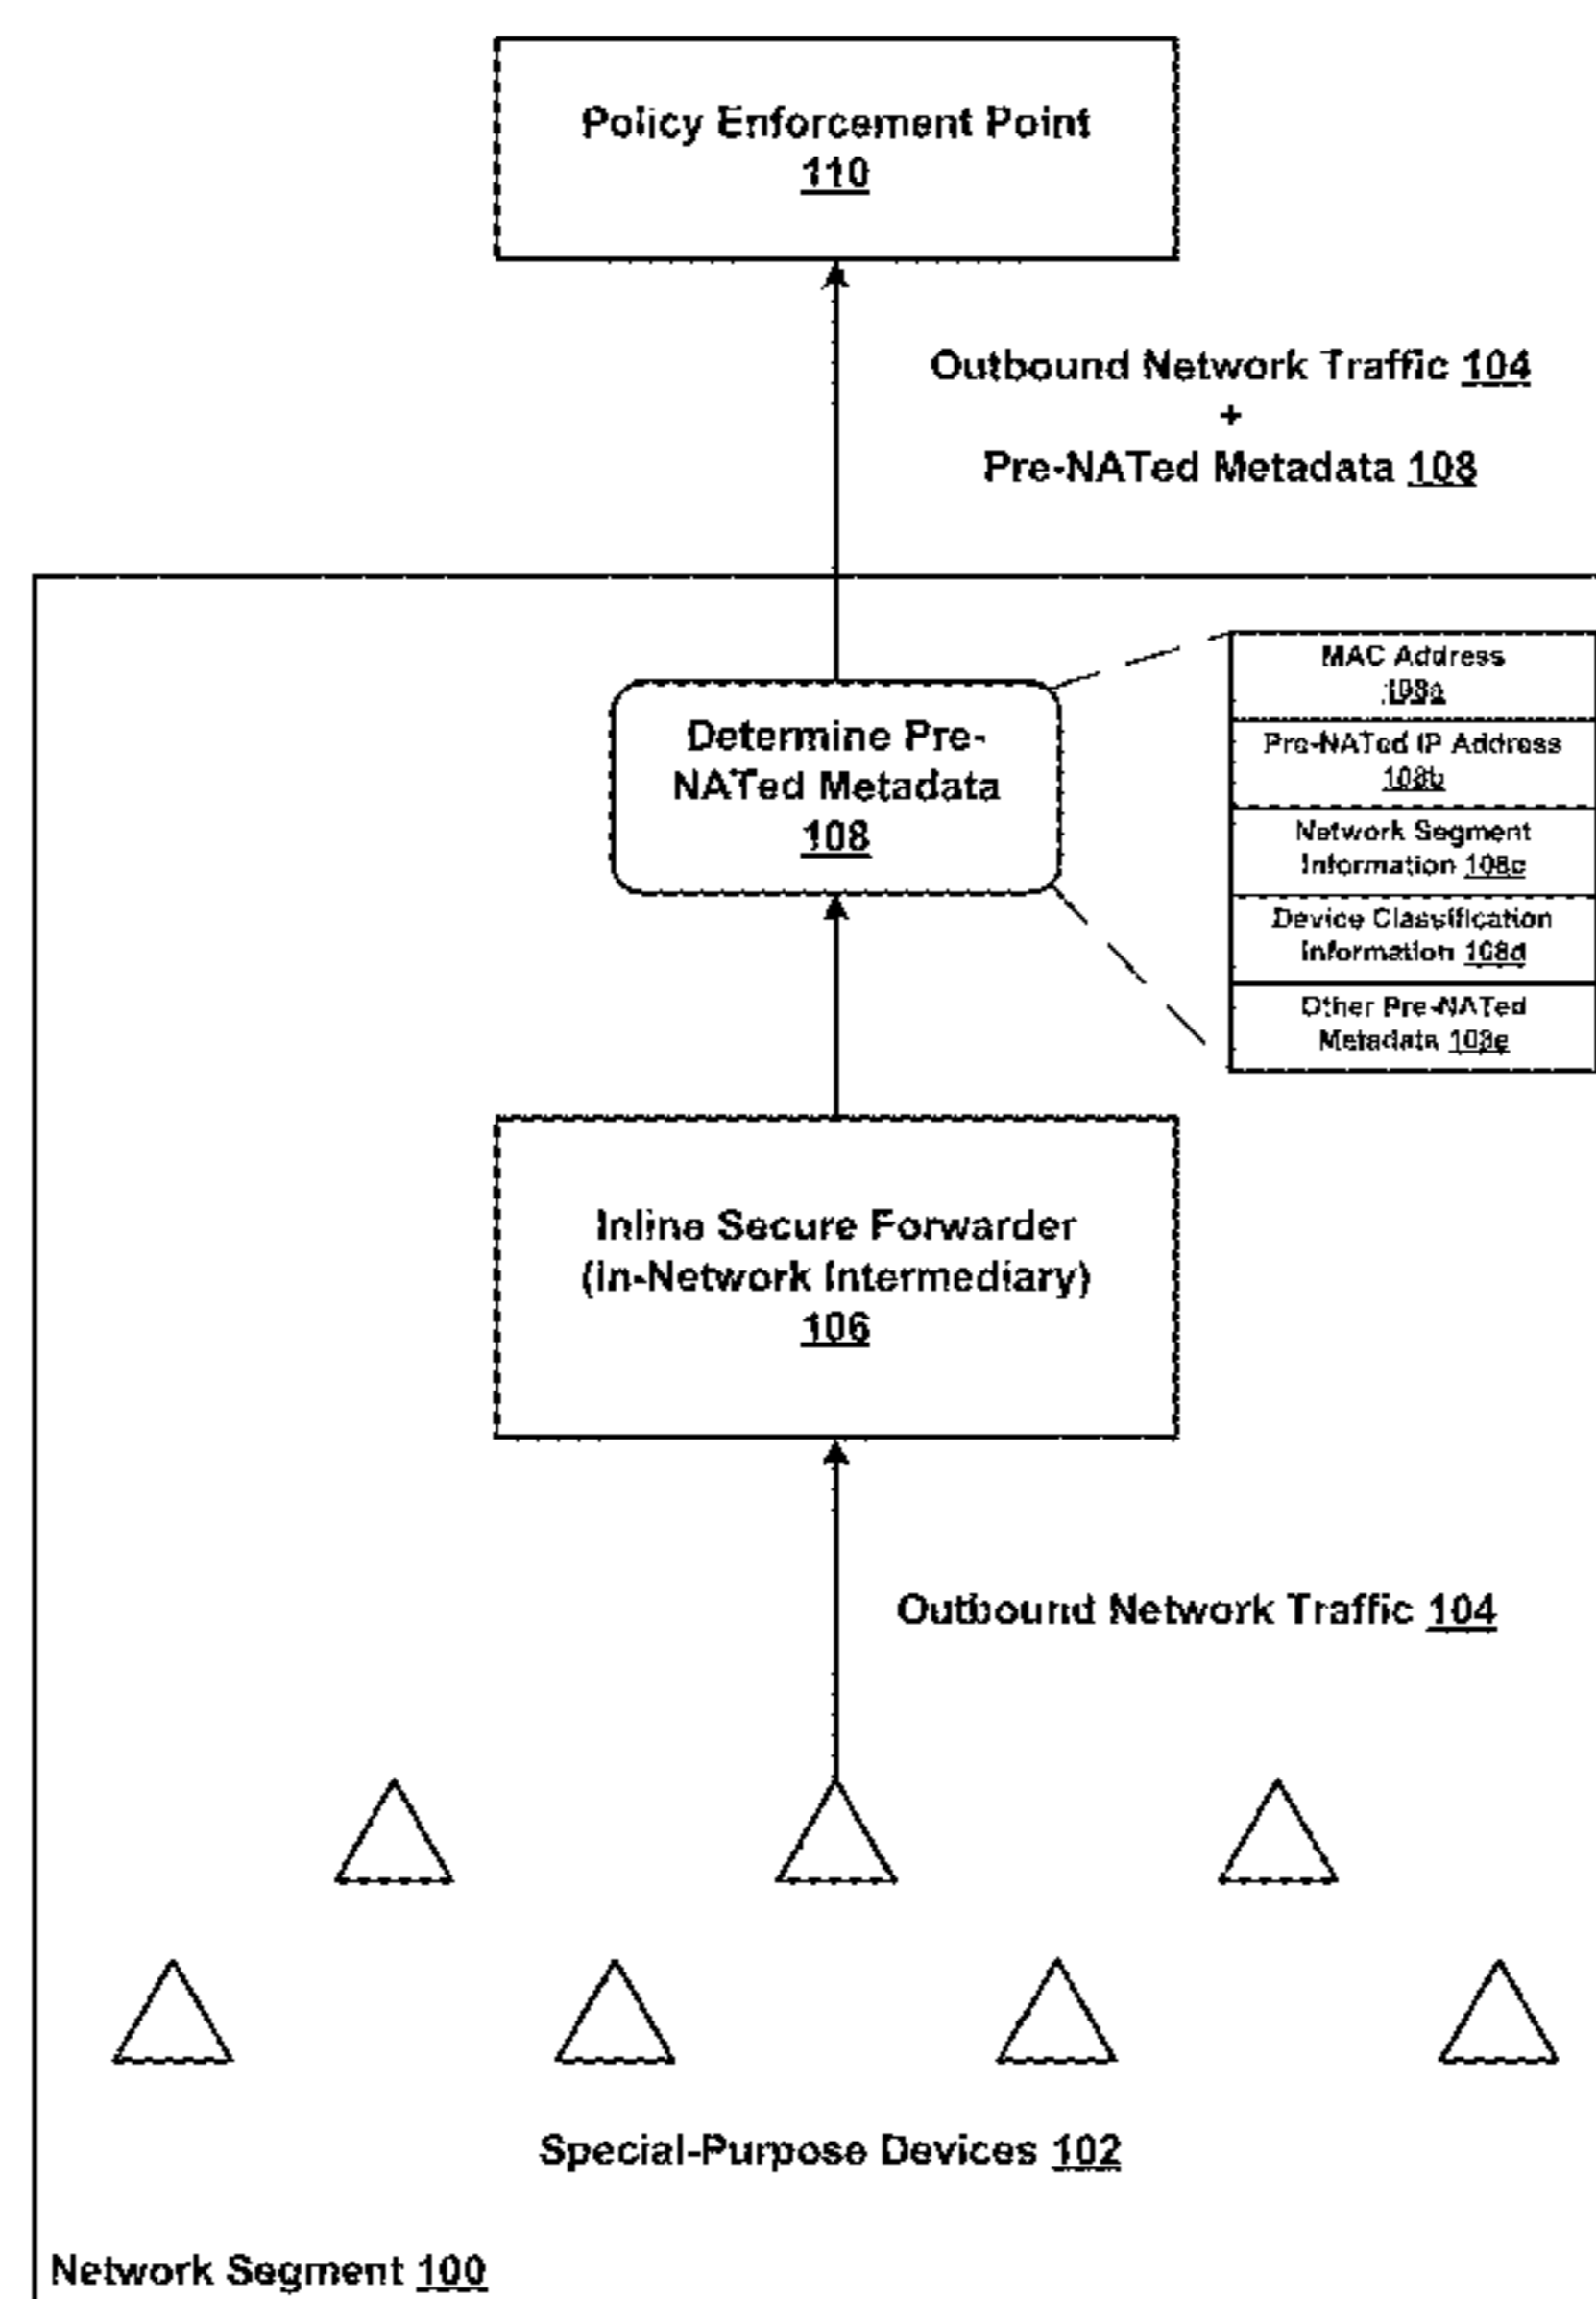 Policy Enforcement Point
110
Outbound Network Traffic 104
+
Pre-NATed Metadata 108
MAC Address
108a
Determine Pre-
NATed Metadata
108
Pre-NATed IP Address
108b
Network Segment
Information 108c
Device Classification
Information 108d
Other Pre-NATed
Metadata 108e
Inline Secure Forwarder
(In-Network Intermediary)
106
Outbound Network Traffic 104
Special-Purpose Devices 102
Network Segment 100